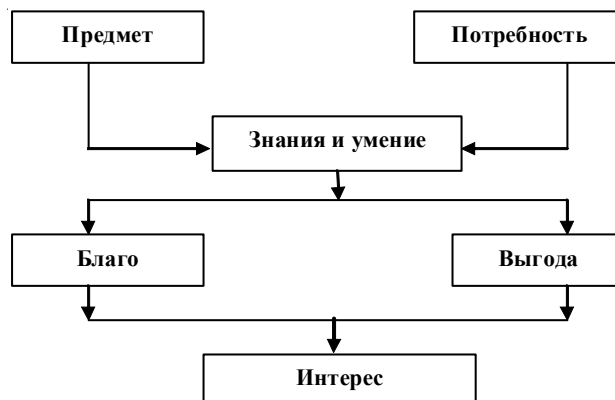 Предмет
Потребность
Знания и умение
Благо
Выгода
Интерес